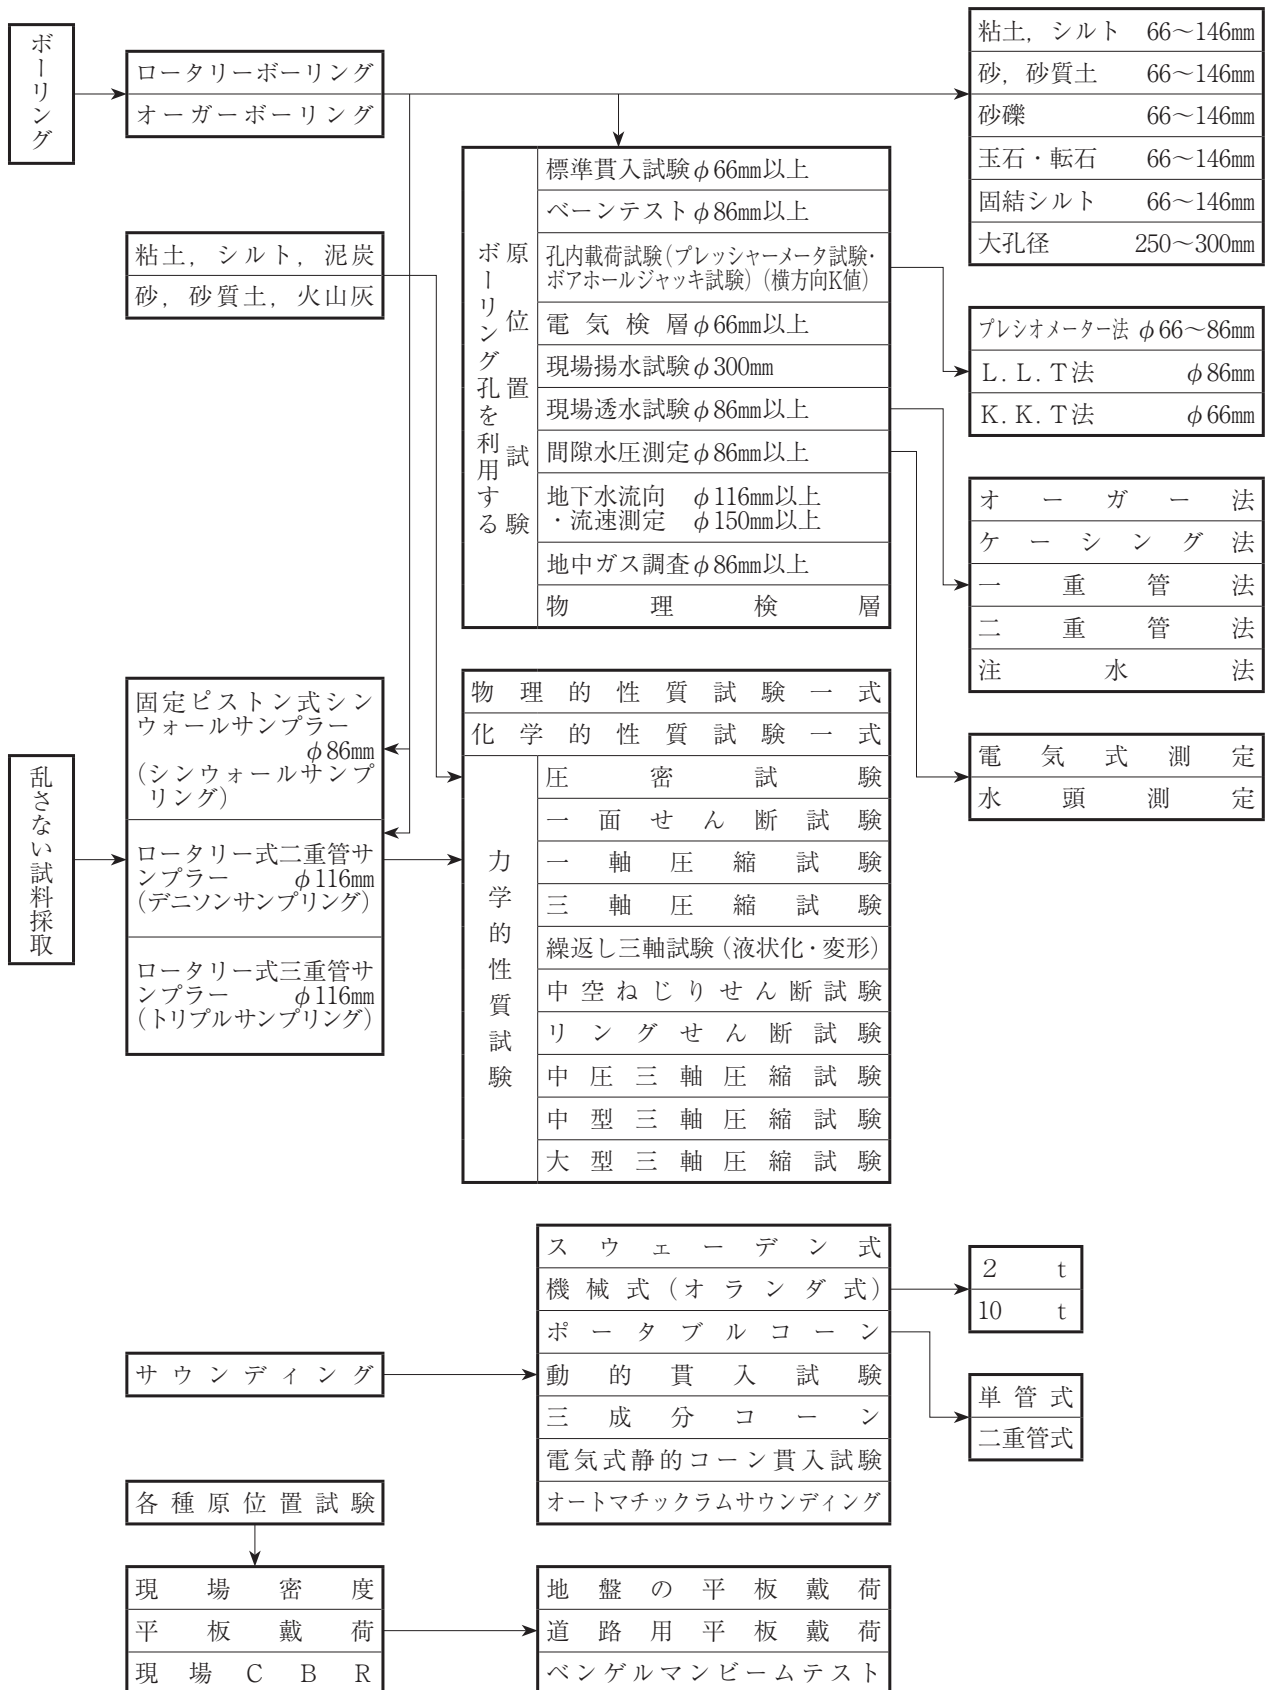 ボーリング
ロータリーボーリング
オーガーボーリング
粘土，シルト 66～146mm
砂，砂質土 66～146mm
砂礫 66～146mm
玉石・転石 66～146mm
固結シルト 66～146mm
大孔径 250～300mm
粘土，シルト，泥炭
砂，砂質土，火山灰
ボーリング孔を利用する
原位置試験
標準貫入試験φ66mm以上
ベーンテストφ86mm以上
孔内載荷試験（プレッシャーメータ試験・
ボアホールジャッキ試験）（横方向K値）
電気検層φ66mm以上
現場揚水試験φ300mm
現場透水試験φ86mm以上
間隙水圧測定φ86mm以上
地下水流向 φ116mm以上
・流速測定 φ150mm以上
地中ガス調査φ86mm以上
物理検層
プレシオメーター法 φ66～86mm
L.L.T法 φ86mm
K.K.T法 φ66mm
オーガー法
ケーシング法
一重管法
二重管法
注水法
電気式測定
水頭測定
乱さない試料採取
固定ピストン式シン
ウォールサンプラー
φ86mm
（シンウォールサンプ
リング）
ロータリー式二重管サ
ンプラー φ116mm
（デニソンサンプリング）
ロータリー式三重管サ
ンプラー φ116mm
（トリプルサンプリング）
物理的性質試験一式
化学的性質試験一式
力学的性質試験
圧密試験
一面せん断試験
一軸圧縮試験
三軸圧縮試験
繰返し三軸試験（液状化・変形）
中空ねじりせん断試験
リングせん断試験
中圧三軸圧縮試験
中型三軸圧縮試験
大型三軸圧縮試験
サウンディング
スウェーデン式
機械式（オランダ式）
ポータブルコーン
動的貫入試験
三成分コーン
電気式静的コーン貫入試験
オートマチックラムサウンディング
2 t
10 t
単管式
二重管式
各種原位置試験
現場密度
平板戴荷
現場CBR
地盤の平板戴荷
道路用平板戴荷
ベンゲルマンビームテスト